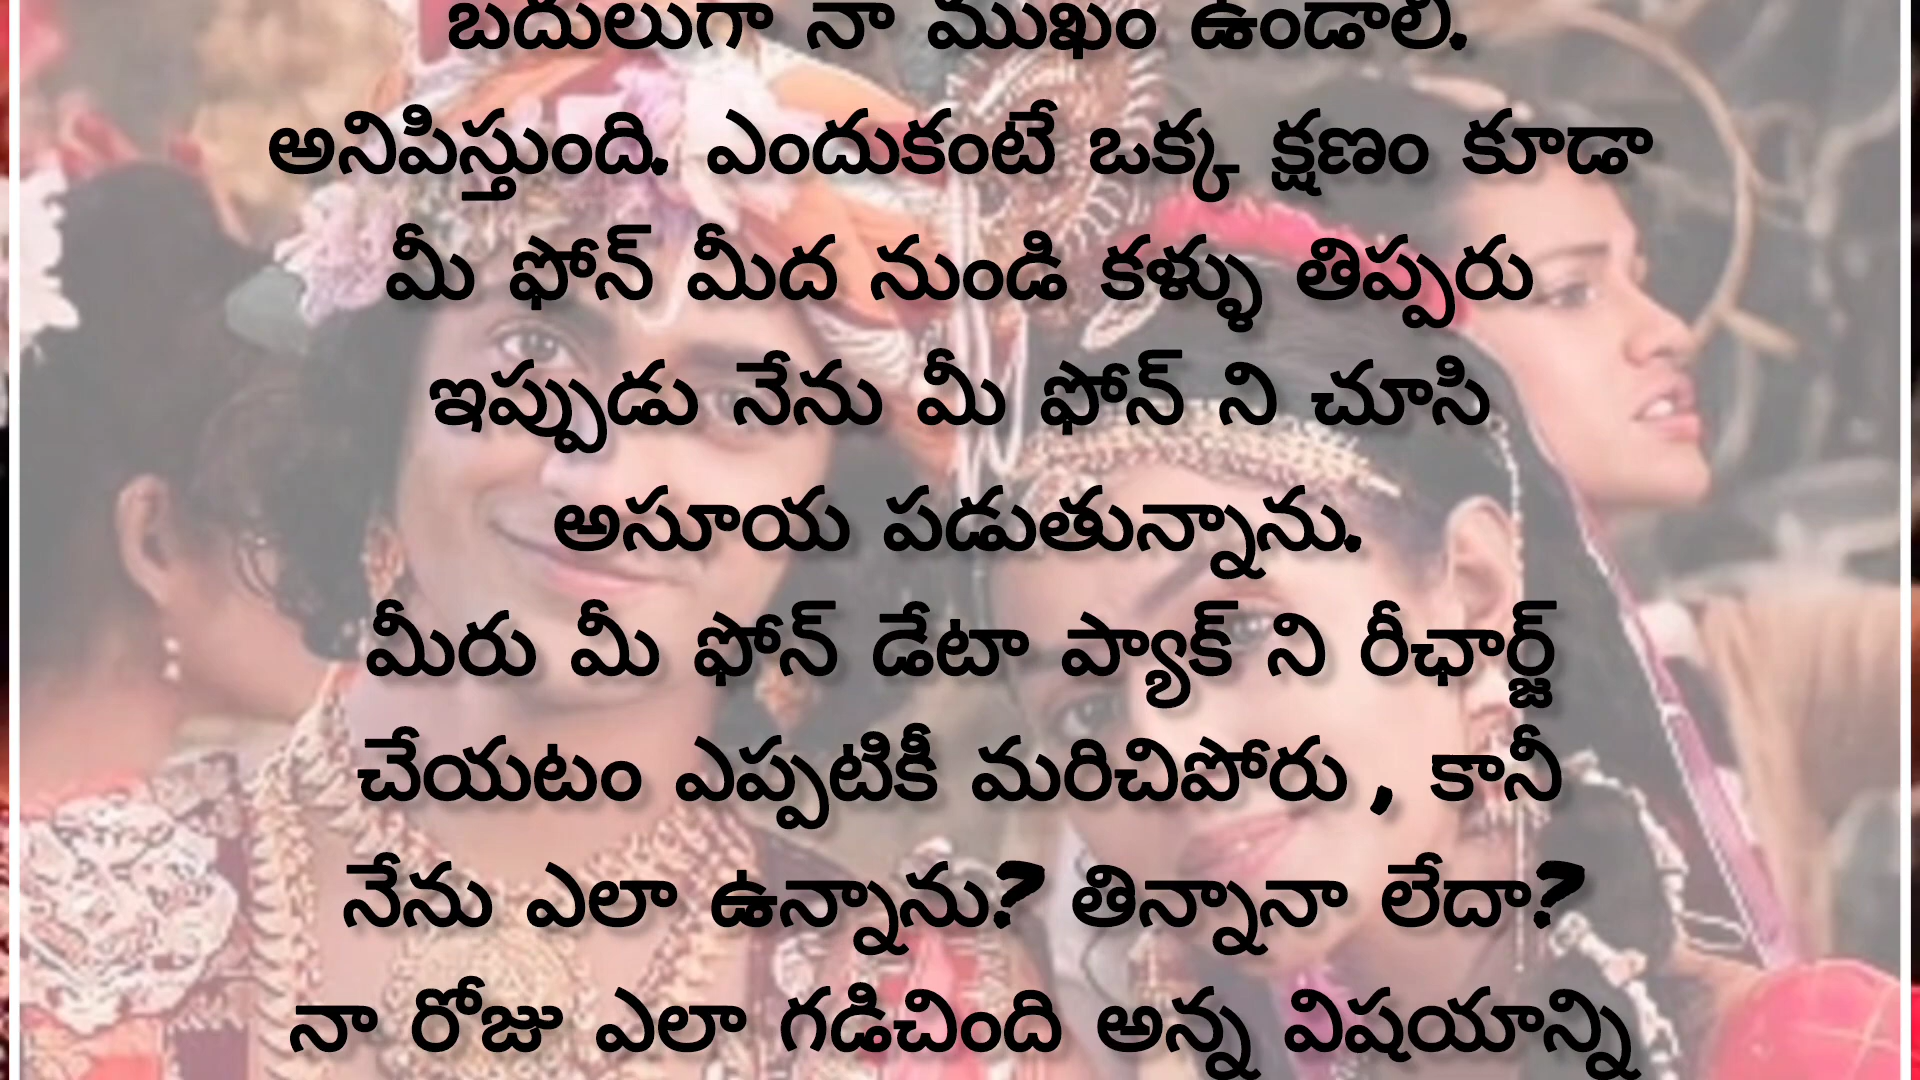 బదులుగా నా ముఖం ఉండాలి.
అనిపిస్తుంది. ఎందుకంటే ఒక్క క్షణం కూడా
మీ ఫోన్ మీద నుండి కళ్ళు తిప్పరు
ఇప్పుడు నేను మీ ఫోన్ ని చూసి
అసూయ పడుతున్నాను.
మీరు మీ ఫోన్ డేటా ప్యాక్ ని రీఛార్జ్
చేయటం ఎప్పటికీ మరిచిపోరు , కానీ
నేను ఎలా ఉన్నాను? తిన్నానా లేదా?
నా రోజు ఎలా గడిచింది అన్న విషయాన్ని